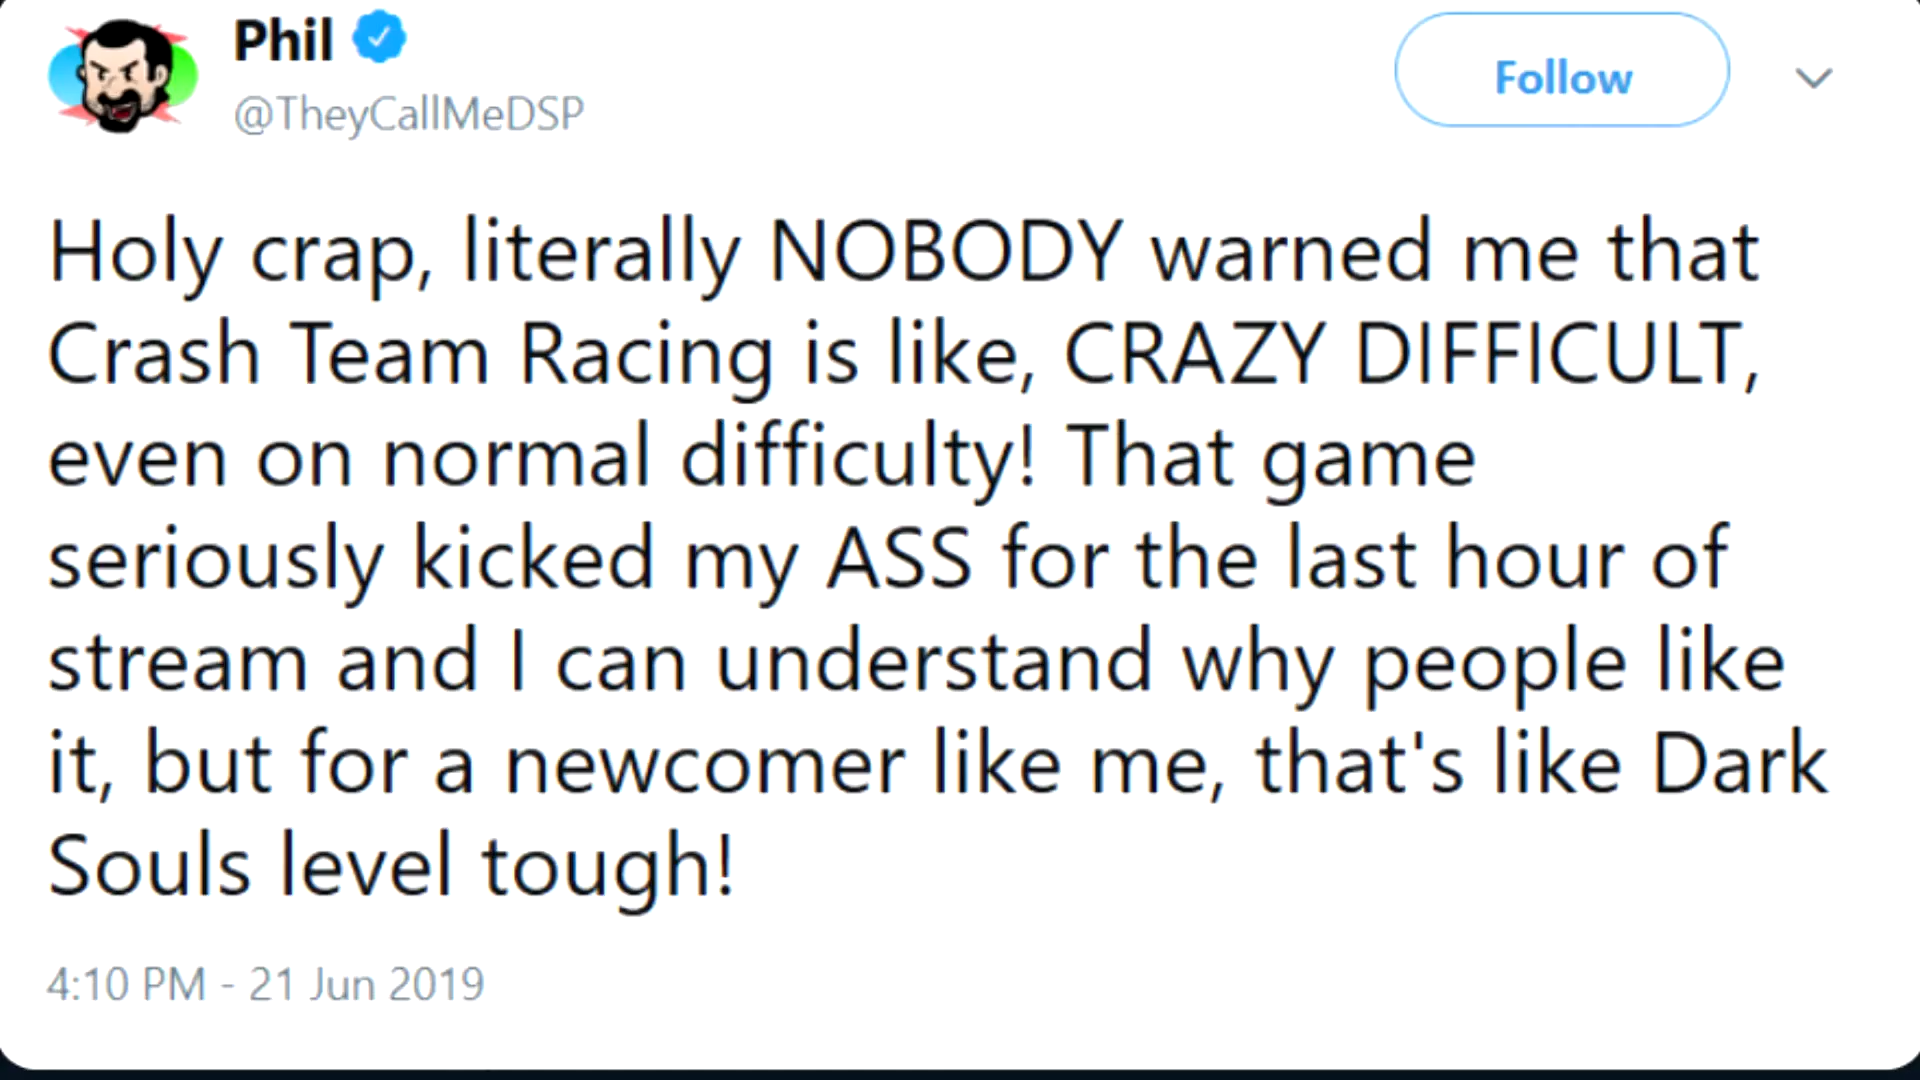 Phil
@TheyCallMeDSP
Follow
Holy crap, literally NOBODY warned me that
Crash Team Racing is like, CRAZY DIFFICULT,
even on normal difficulty! That game
seriously kicked my ASS for the last hour of
stream and I can understand why people like
it, but for a newcomer like me, that's like Dark
Souls level tough!
4:10 PM - 21 Jun 2019